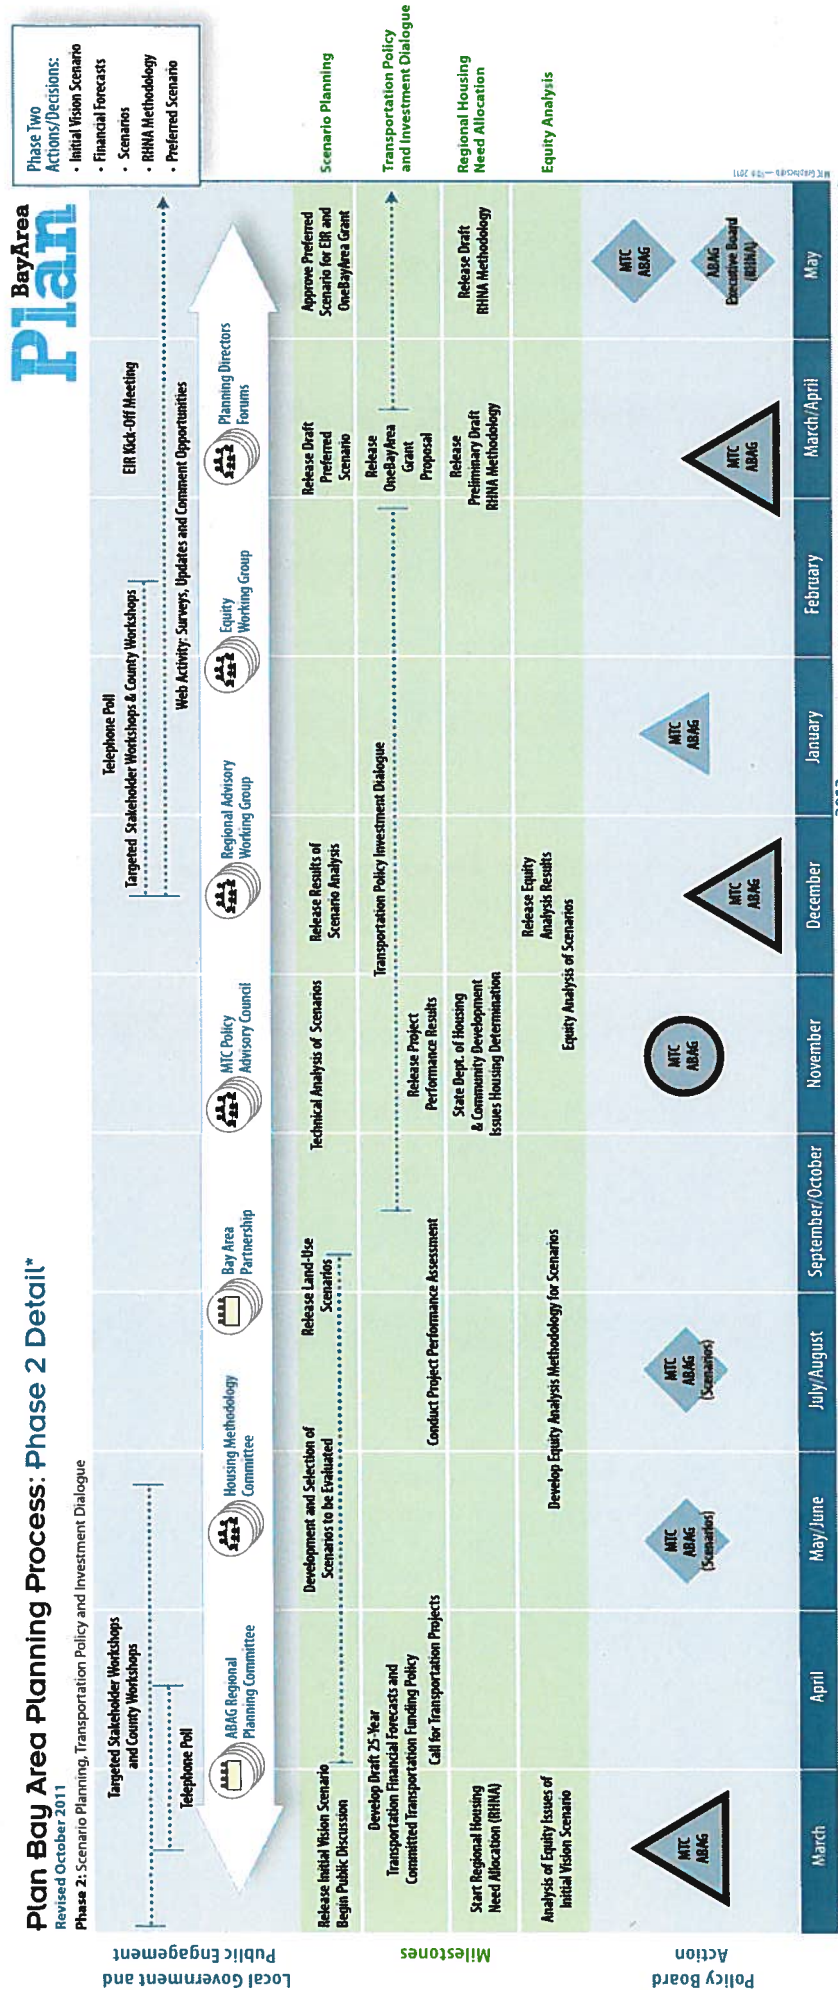 Plan Bay Area Planning Process: Phase 2 Detail*
Revised October 2011
Phase 2: Scenario Planning, Transportation Policy and Investment Dialogue
BayArea
Plan
Phase Two
Actions/Decisions:
• Initial Vision Scenario
• Financial Forecasts
• Scenarios
• RHNA Methodology
• Preferred Scenario
Local Government and
Public Engagement
Targeted Stakeholder Workshops
and County Workshops
Telephone Poll
Telephone Poll
Targeted Stakeholder Workshops & County Workshops
EIR Kick-Off Meeting
Web Activity: Surveys, Updates and Comment Opportunities
ABAG Regional
Planning Committee
Housing Methodology
Committee
Bay Area
Partnership
MTC Policy
Advisory Council
Regional Advisory
Working Group
Equity
Working Group
Planning Directors
Forums
Milestones
Release Initial Vision Scenario
Begin Public Discussion
Development and Selection of
Scenarios to be Evaluated
Release Land-Use
Scenarios
Technical Analysis of Scenarios
Release Results of
Scenario Analysis
Release Draft
Preferred
Scenario
Approve Preferred
Scenario for EIR and
OneBayArea Grant
Scenario Planning
Develop Draft 25-Year
Transportation Financial Forecasts and
Committed Transportation Funding Policy
Call for Transportation Projects
Conduct Project Performance Assessment
Transportation Policy Investment Dialogue
Release Project
Performance Results
Release
OneBayArea
Grant
Proposal
Transportation Policy
and Investment Dialogue
Start Regional Housing
Need Allocation (RHNA)
State Dept. of Housing
& Community Development
Issues Housing Determination
Release
Preliminary Draft
RHNA Methodology
Release Draft
RHNA Methodology
Regional Housing
Need Allocation
Analysis of Equity Issues of
Initial Vision Scenario
Develop Equity Analysis Methodology for Scenarios
Release Equity
Analysis Results
Equity Analysis of Scenarios
Equity Analysis
Policy Board
Action
MTC
ABAG
MTC
ABAG
(Scenarios)
MTC
ABAG
(Scenarios)
MTC
ABAG
MTC
ABAG
MTC
ABAG
MTC
ABAG
MTC
ABAG
ABAG
Executive Board
(RHNA)
March
April
May/June
July/August
September/October
November
December
January
February
March/April
May